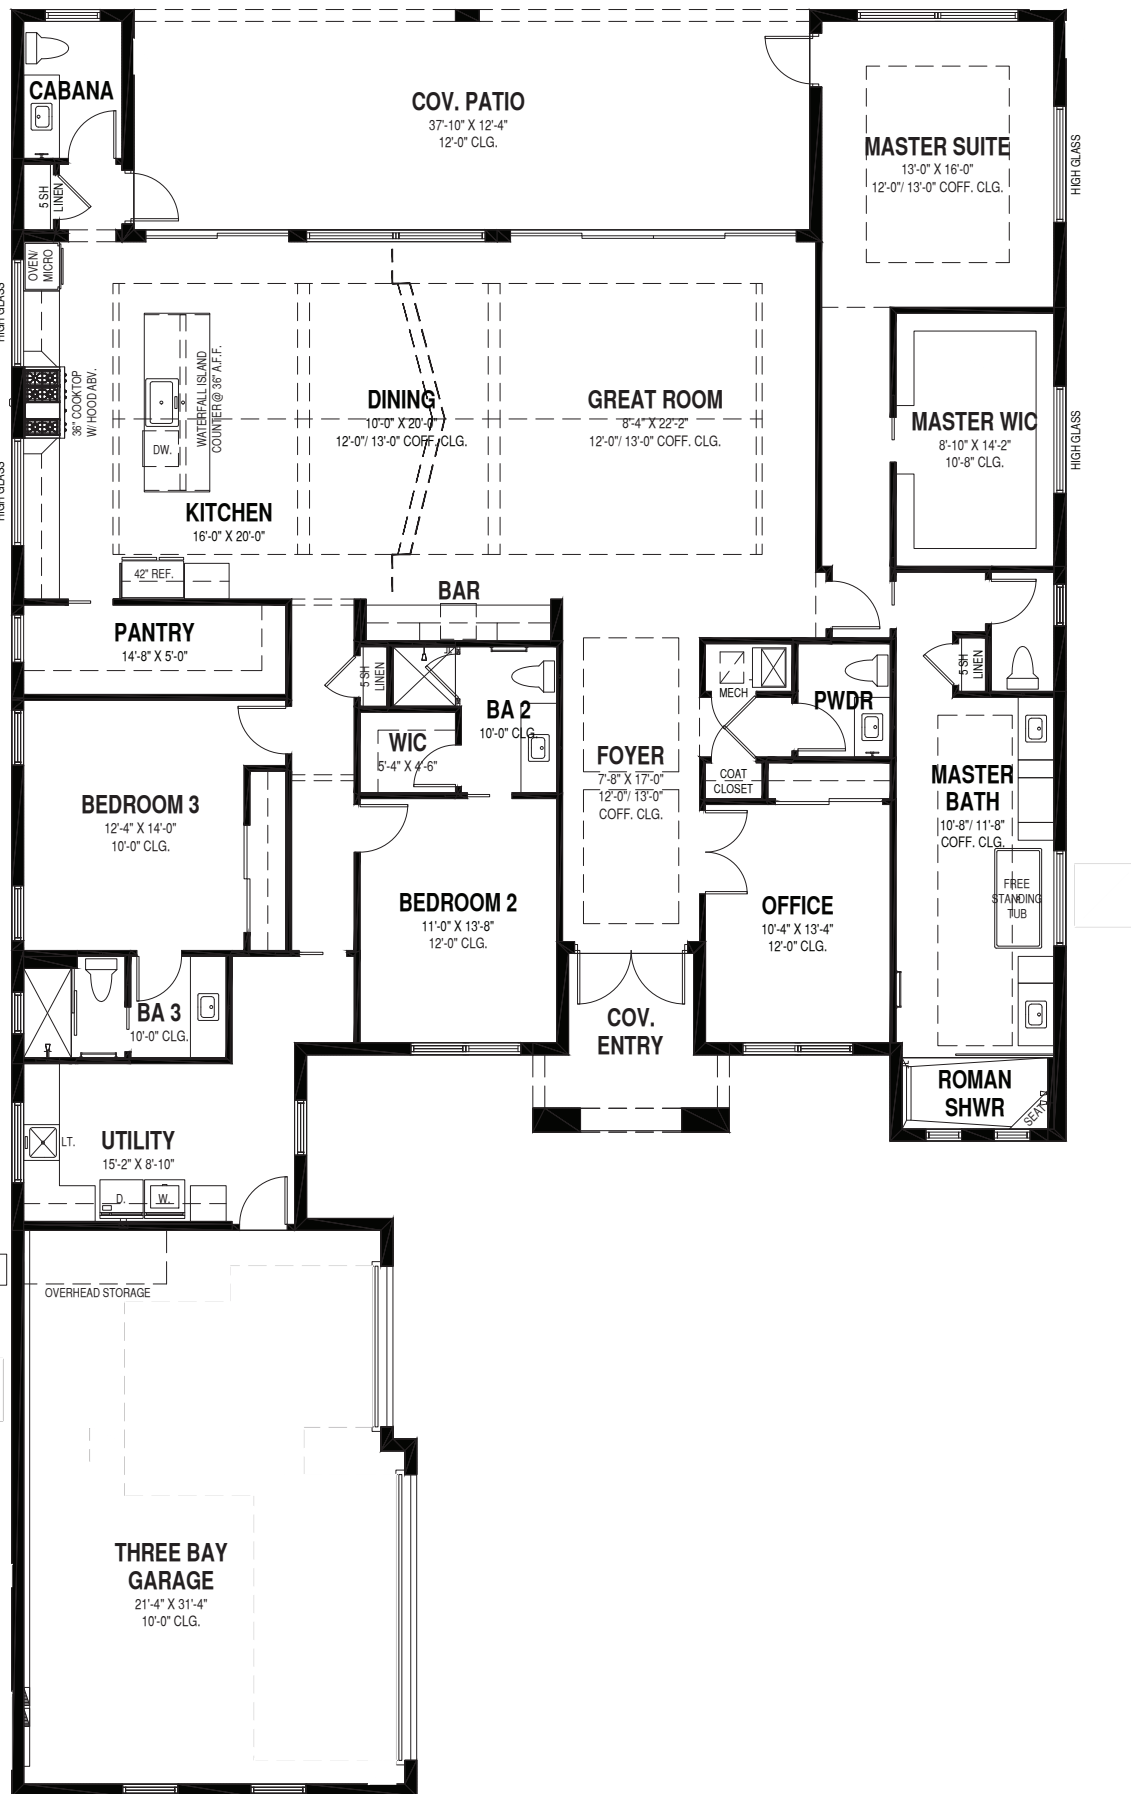 CABANA
5 SH
LINEN
COV. PATIO
37'-10" X 12'-4"
12'-0" CLG.
MASTER SUITE
13'-0" X 16'-0"
12'-0"/ 13'-0" COFF. CLG.
HIGH GLASS
OVEN/
MICRO
HIGH GLASS
36" COOKTOP
W/ HOOD ABV.
HIGH GLASS
WATERFALL ISLAND
COUNTER @ 36" A.F.F.
DW.
KITCHEN
16'-0" X 20'-0"
42" REF.
DINING
10'-0" X 20'-0"
12'-0"/ 13'-0" COFF. CLG.
GREAT ROOM
8'-4" X 22'-2"
12'-0"/ 13'-0" COFF. CLG.
MASTER WIC
8'-10" X 14'-2"
10'-8" CLG.
HIGH GLASS
BAR
PANTRY
14'-8" X 5'-0"
5 SH
LINEN
BA 2
10'-0" CLG.
WIC
5'-4" X 4'-6"
MECH
PWDR
COAT
CLOSET
5 SH
LINEN
FOYER
7'-8" X 17'-0"
12'-0"/ 13'-0"
COFF. CLG.
MASTER
BATH
10'-8"/ 11'-8"
COFF. CLG.
FREE
STANDING
TUB
BEDROOM 3
12'-4" X 14'-0"
10'-0" CLG.
BEDROOM 2
11'-0" X 13'-8"
12'-0" CLG.
OFFICE
10'-4" X 13'-4"
12'-0" CLG.
BA 3
10'-0" CLG.
COV.
ENTRY
ROMAN
SHWR
SEAT
UTILITY
15'-2" X 8'-10"
LT.
D.
W.
OVERHEAD STORAGE
THREE BAY
GARAGE
21'-4" X 31'-4"
10'-0" CLG.